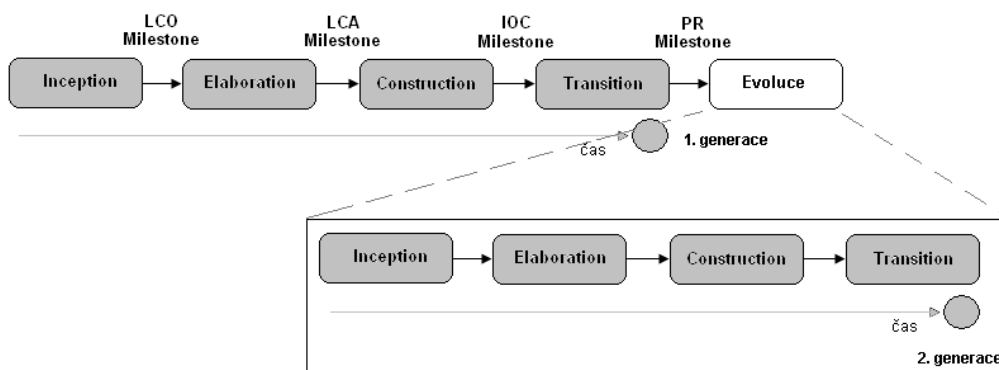 LCO
Milestone
LCA
Milestone
IOC
Milestone
PR
Milestone
Inception
Elaboration
Construction
Transition
Evoluce
čas
1. generace
Inception
Elaboration
Construction
Transition
čas
2. generace